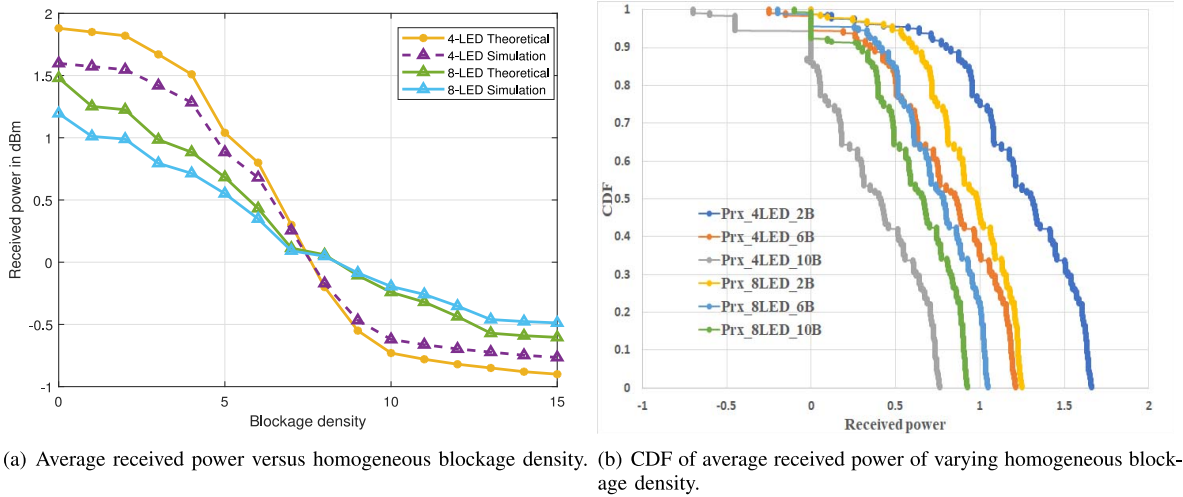 2
1.5
1
0.5
0
-0.5
-1
Received power in dBm
4-LED Theoretical
4-LED Simulation
8-LED Theoretical
8-LED Simulation
0
5
10
15
Blockage density
1
0.9
0.8
0.7
0.6
0.5
0.4
0.3
0.2
0.1
0
CDF
Prx_4LED_2B
Prx_4LED_6B
Prx_4LED_10B
Prx_8LED_2B
Prx_8LED_6B
Prx_8LED_10B
-1
-0.5
0
0.5
1
1.5
2
Received power
(a) Average received power versus homogeneous blockage density.
(b) CDF of average received power of varying homogeneous block-
age density.